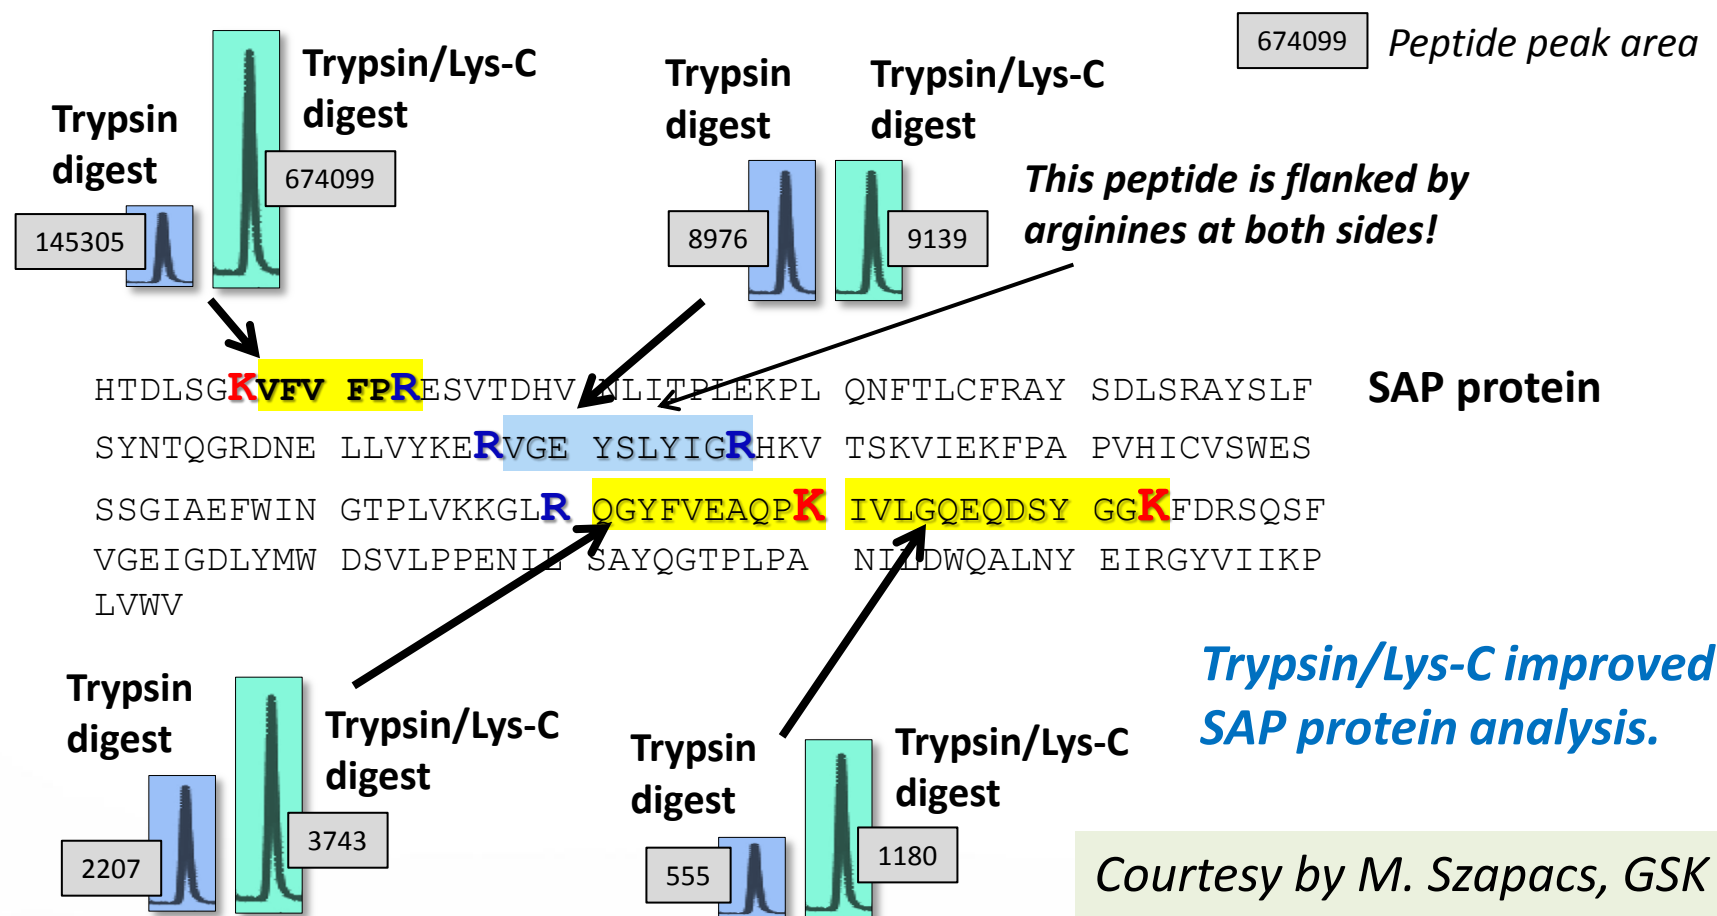 674099 Peptide peak area
Trypsin
digest
145305
Trypsin/Lys-C
digest
674099
Trypsin
digest
8976
Trypsin/Lys-C
digest
9139
This peptide is flanked by
arginines at both sides!
HTDLSGKVFV FPRESVTDHV NLITPLEKPL QNFTLCFRAY SDLSRAYSLF
SAP protein
SYNTQGRDNE LLVYKERVGE YSLYIGRHKV TSKVIEKFPA PVHICVSWES
SSGIAEFWIN GTPLVKKGLR QGYFVEAQPK IVLGQEQDSY GGKFDRSQSF
VGEIGDLYMW DSVLPPENIL SAYQGTPLPA NILDWQALNY EIRGYVIIKP
LVWV
Trypsin
digest
2207
Trypsin/Lys-C
digest
3743
Trypsin
digest
555
Trypsin/Lys-C
digest
1180
Trypsin/Lys-C improved
SAP protein analysis.
Courtesy by M. Szapacs, GSK